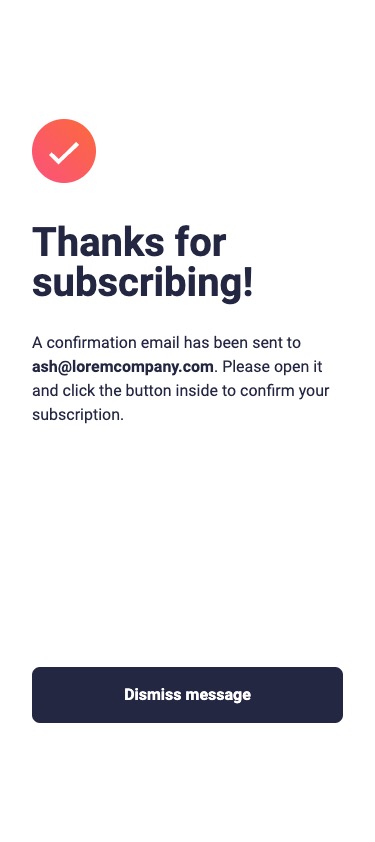 Thanks for
subscribing!
A confirmation email has been sent to
ash@loremcompany.com. Please open it
and click the button inside to confirm your
subscription.
Dismiss message